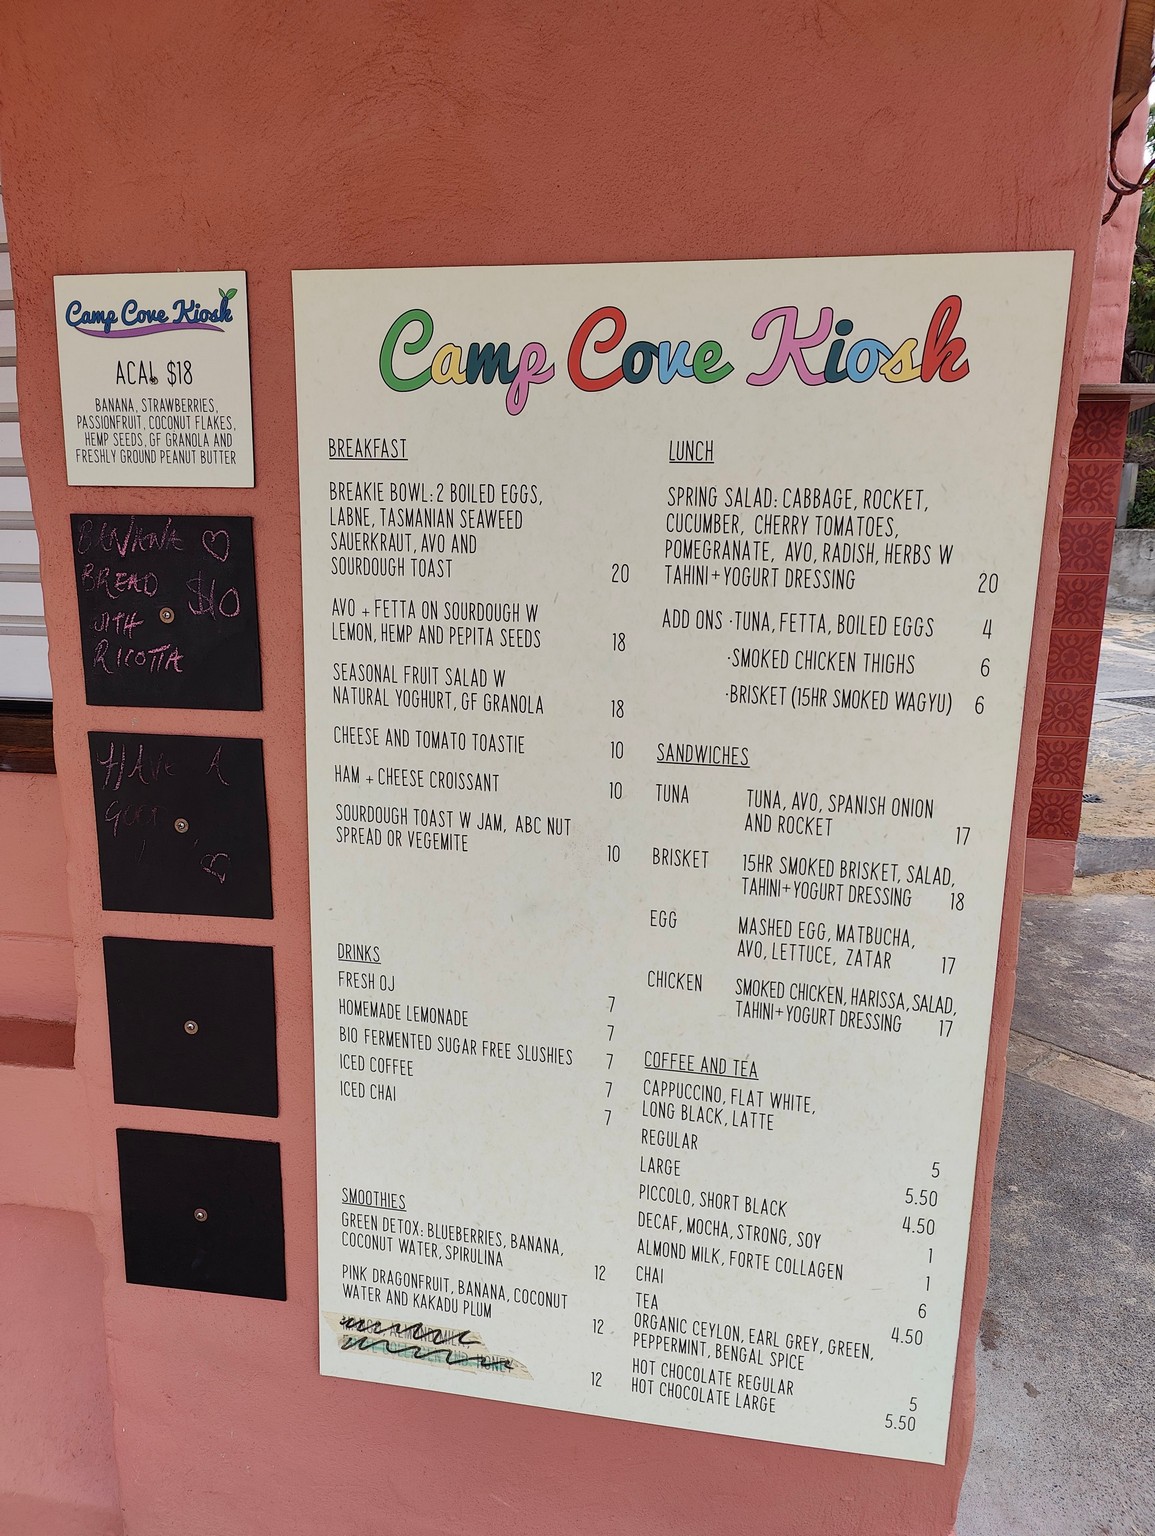 Camp Cove Kiosk
ACAI $18
BANANA, STRAWBERRIES,
PASSIONFRUIT, COCONUT FLAKES,
HEMP SEEDS, GF GRANOLA AND
FRESHLY GROUND PEANUT BUTTER
BANANA
BREAD $10
WITH
RICOTTA
HAVE A
GOOD
Camp Cove Kiosk
BREAKFAST
BREAKIE BOWL: 2 BOILED EGGS,
LABNE, TASMANIAN SEAWEED
SAUERKRAUT, AVO AND
SOURDOUGH TOAST 20
AVO + FETTA ON SOURDOUGH W
LEMON, HEMP AND PEPITA SEEDS 18
SEASONAL FRUIT SALAD W
NATURAL YOGHURT, GF GRANOLA 18
CHEESE AND TOMATO TOASTIE 10
HAM + CHEESE CROISSANT 10
SOURDOUGH TOAST W JAM, ABC NUT
SPREAD OR VEGEMITE 10
DRINKS
FRESH OJ 7
HOMEMADE LEMONADE 7
BIO FERMENTED SUGAR FREE SLUSHIES 7
ICED COFFEE 7
ICED CHAI 7
SMOOTHIES
GREEN DETOX: BLUEBERRIES, BANANA,
COCONUT WATER, SPIRULINA 12
PINK DRAGONFRUIT, BANANA, COCONUT
WATER AND KAKADU PLUM 12
12
LUNCH
SPRING SALAD: CABBAGE, ROCKET,
CUCUMBER, CHERRY TOMATOES,
POMEGRANATE, AVO, RADISH, HERBS W
TAHINI+YOGURT DRESSING 20
ADD ONS ·TUNA, FETTA, BOILED EGGS 4
·SMOKED CHICKEN THIGHS 6
·BRISKET (15HR SMOKED WAGYU) 6
SANDWICHES
TUNA TUNA, AVO, SPANISH ONION
AND ROCKET 17
BRISKET 15HR SMOKED BRISKET, SALAD,
TAHINI+YOGURT DRESSING 18
EGG MASHED EGG, MATBUCHA,
AVO, LETTUCE, ZATAR 17
CHICKEN SMOKED CHICKEN, HARISSA, SALAD,
TAHINI+YOGURT DRESSING 17
COFFEE AND TEA
CAPPUCCINO, FLAT WHITE,
LONG BLACK, LATTE
REGULAR 5
LARGE 5.50
PICCOLO, SHORT BLACK 4.50
DECAF, MOCHA, STRONG, SOY 1
ALMOND MILK, FORTE COLLAGEN 1
CHAI 6
TEA 4.50
ORGANIC CEYLON, EARL GREY, GREEN,
PEPPERMINT, BENGAL SPICE
HOT CHOCOLATE REGULAR 5
HOT CHOCOLATE LARGE 5.50